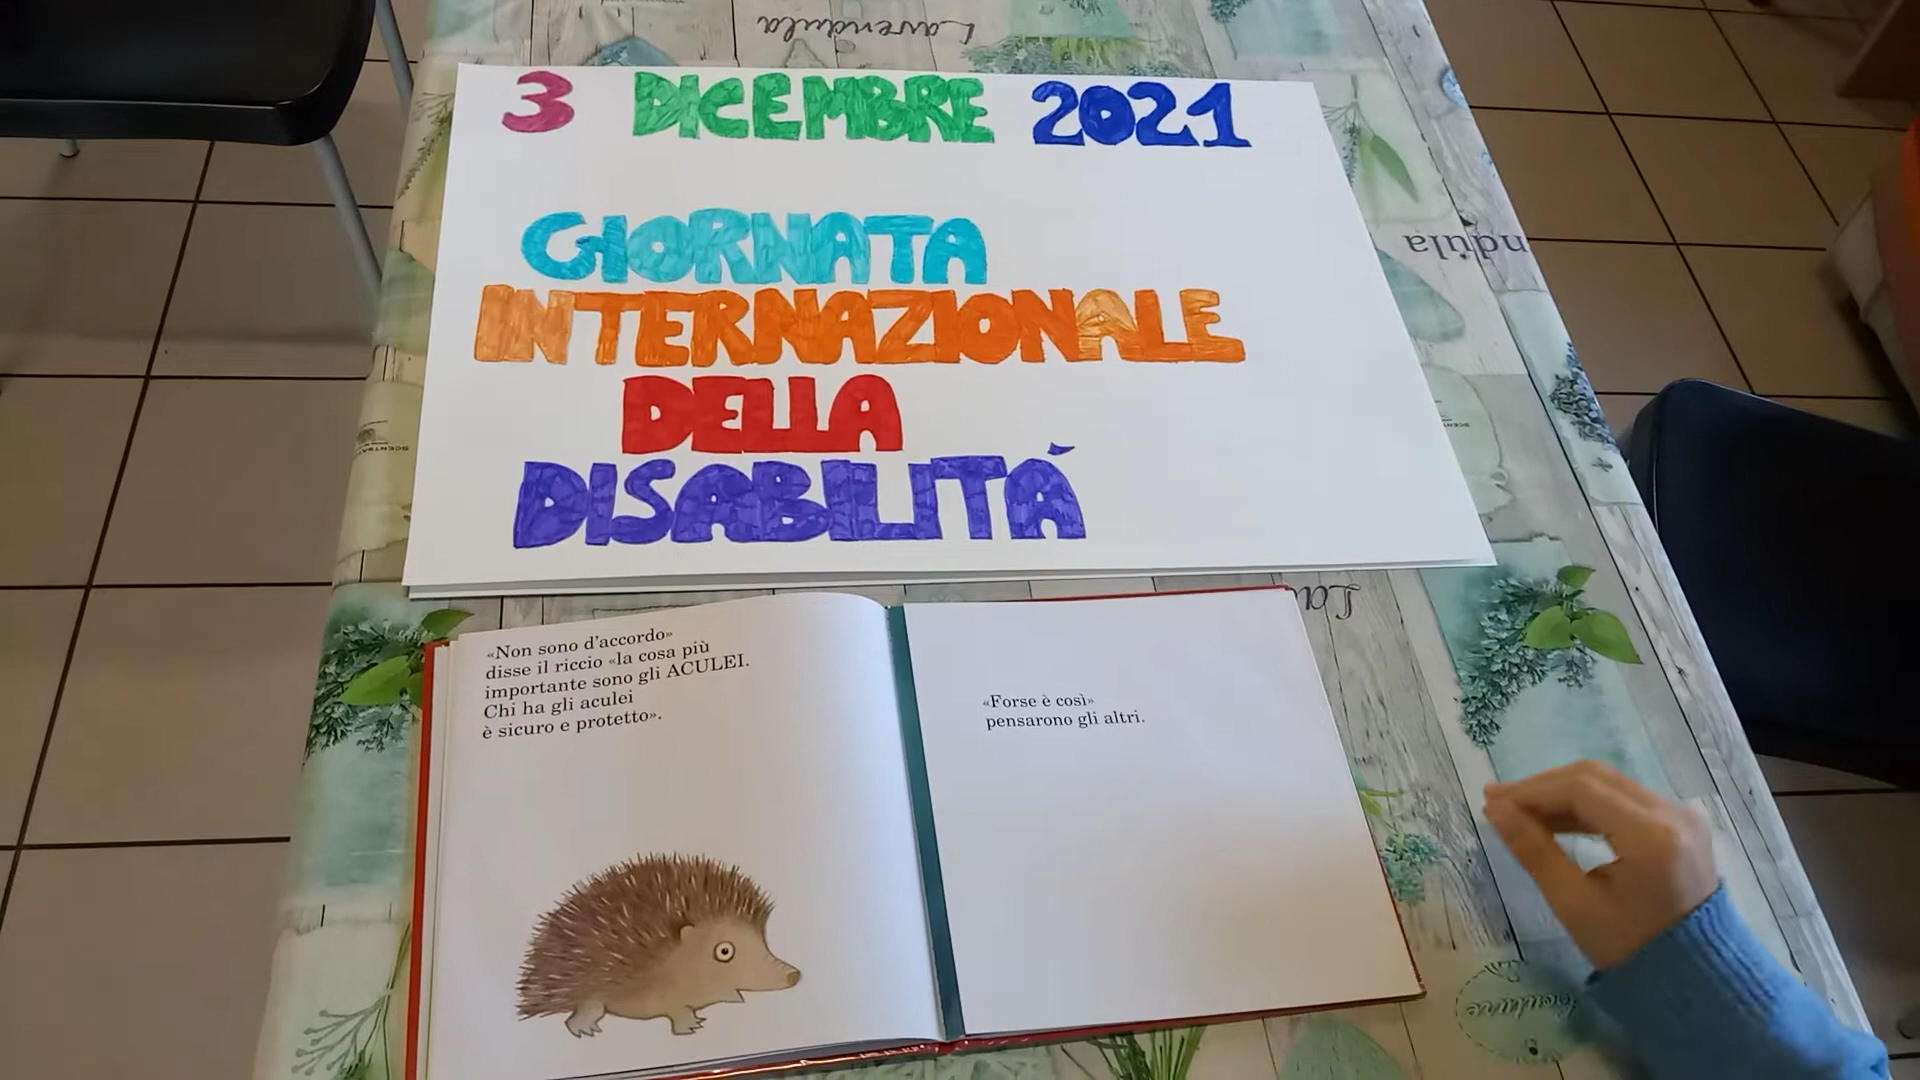 Lavendula
3 DICEMBRE 2021
GIORNATA
INTERNAZIONALE
DELLA
DISABILITÁ
«Non sono d'accordo»
disse il riccio «la cosa più
importante sono gli ACULEI.
Chi ha gli aculei
è sicuro e protetto».
«Forse è così»
pensarono gli altri.